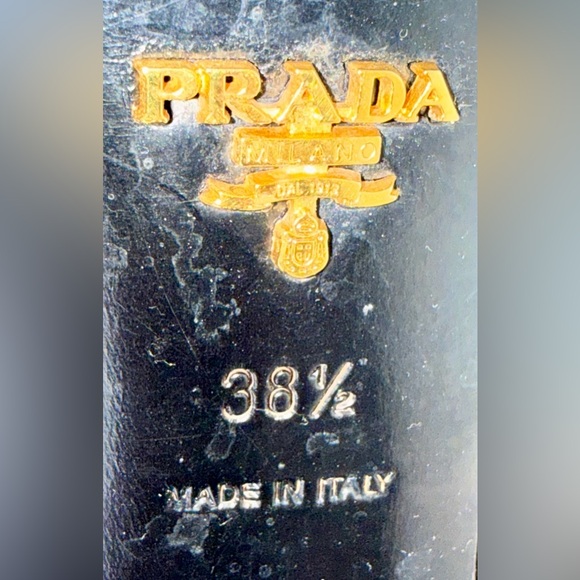 PRADA
MILANO
DAL 1913
38½
MADE IN ITALY